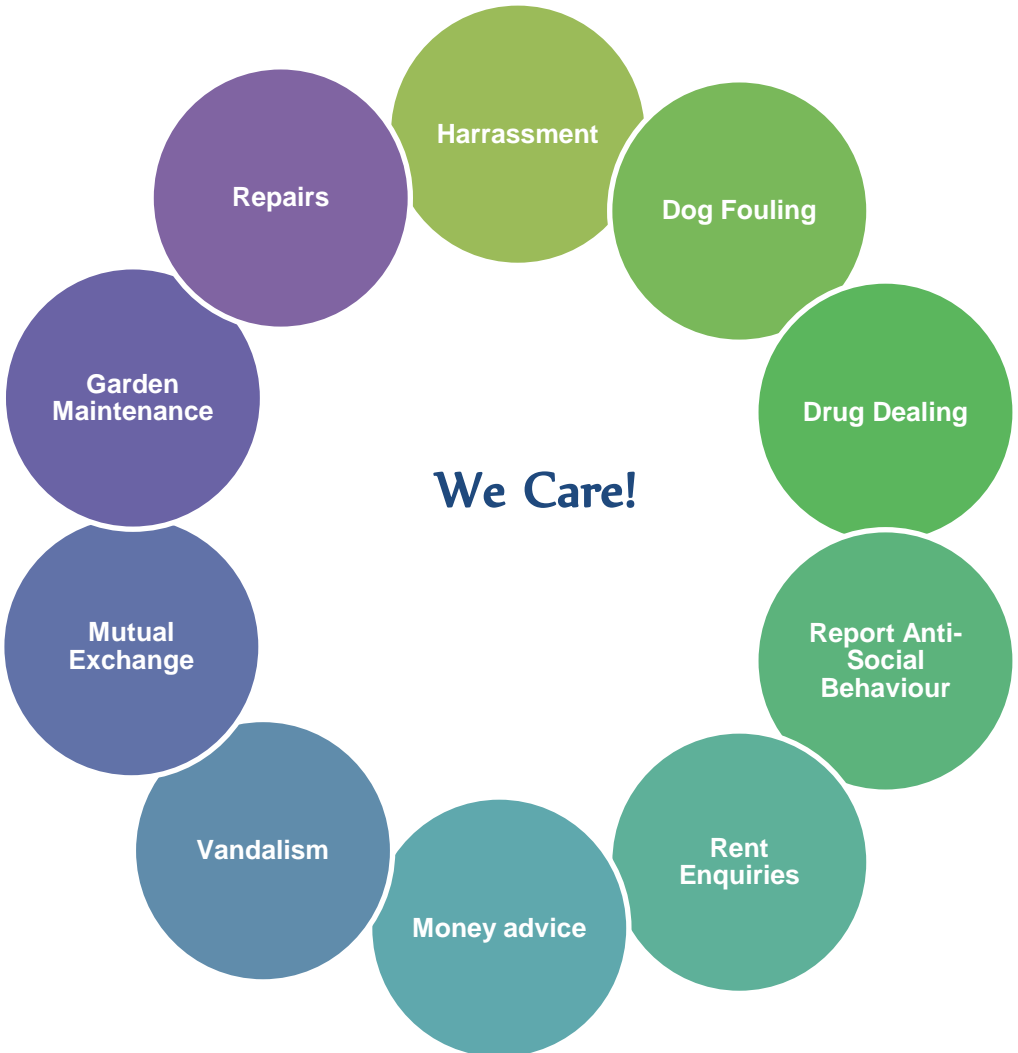 Harrassment
Dog Fouling
Drug Dealing
Report Anti-
Social
Behaviour
Rent
Enquiries
Money advice
Vandalism
Mutual
Exchange
Garden
Maintenance
Repairs
We Care!